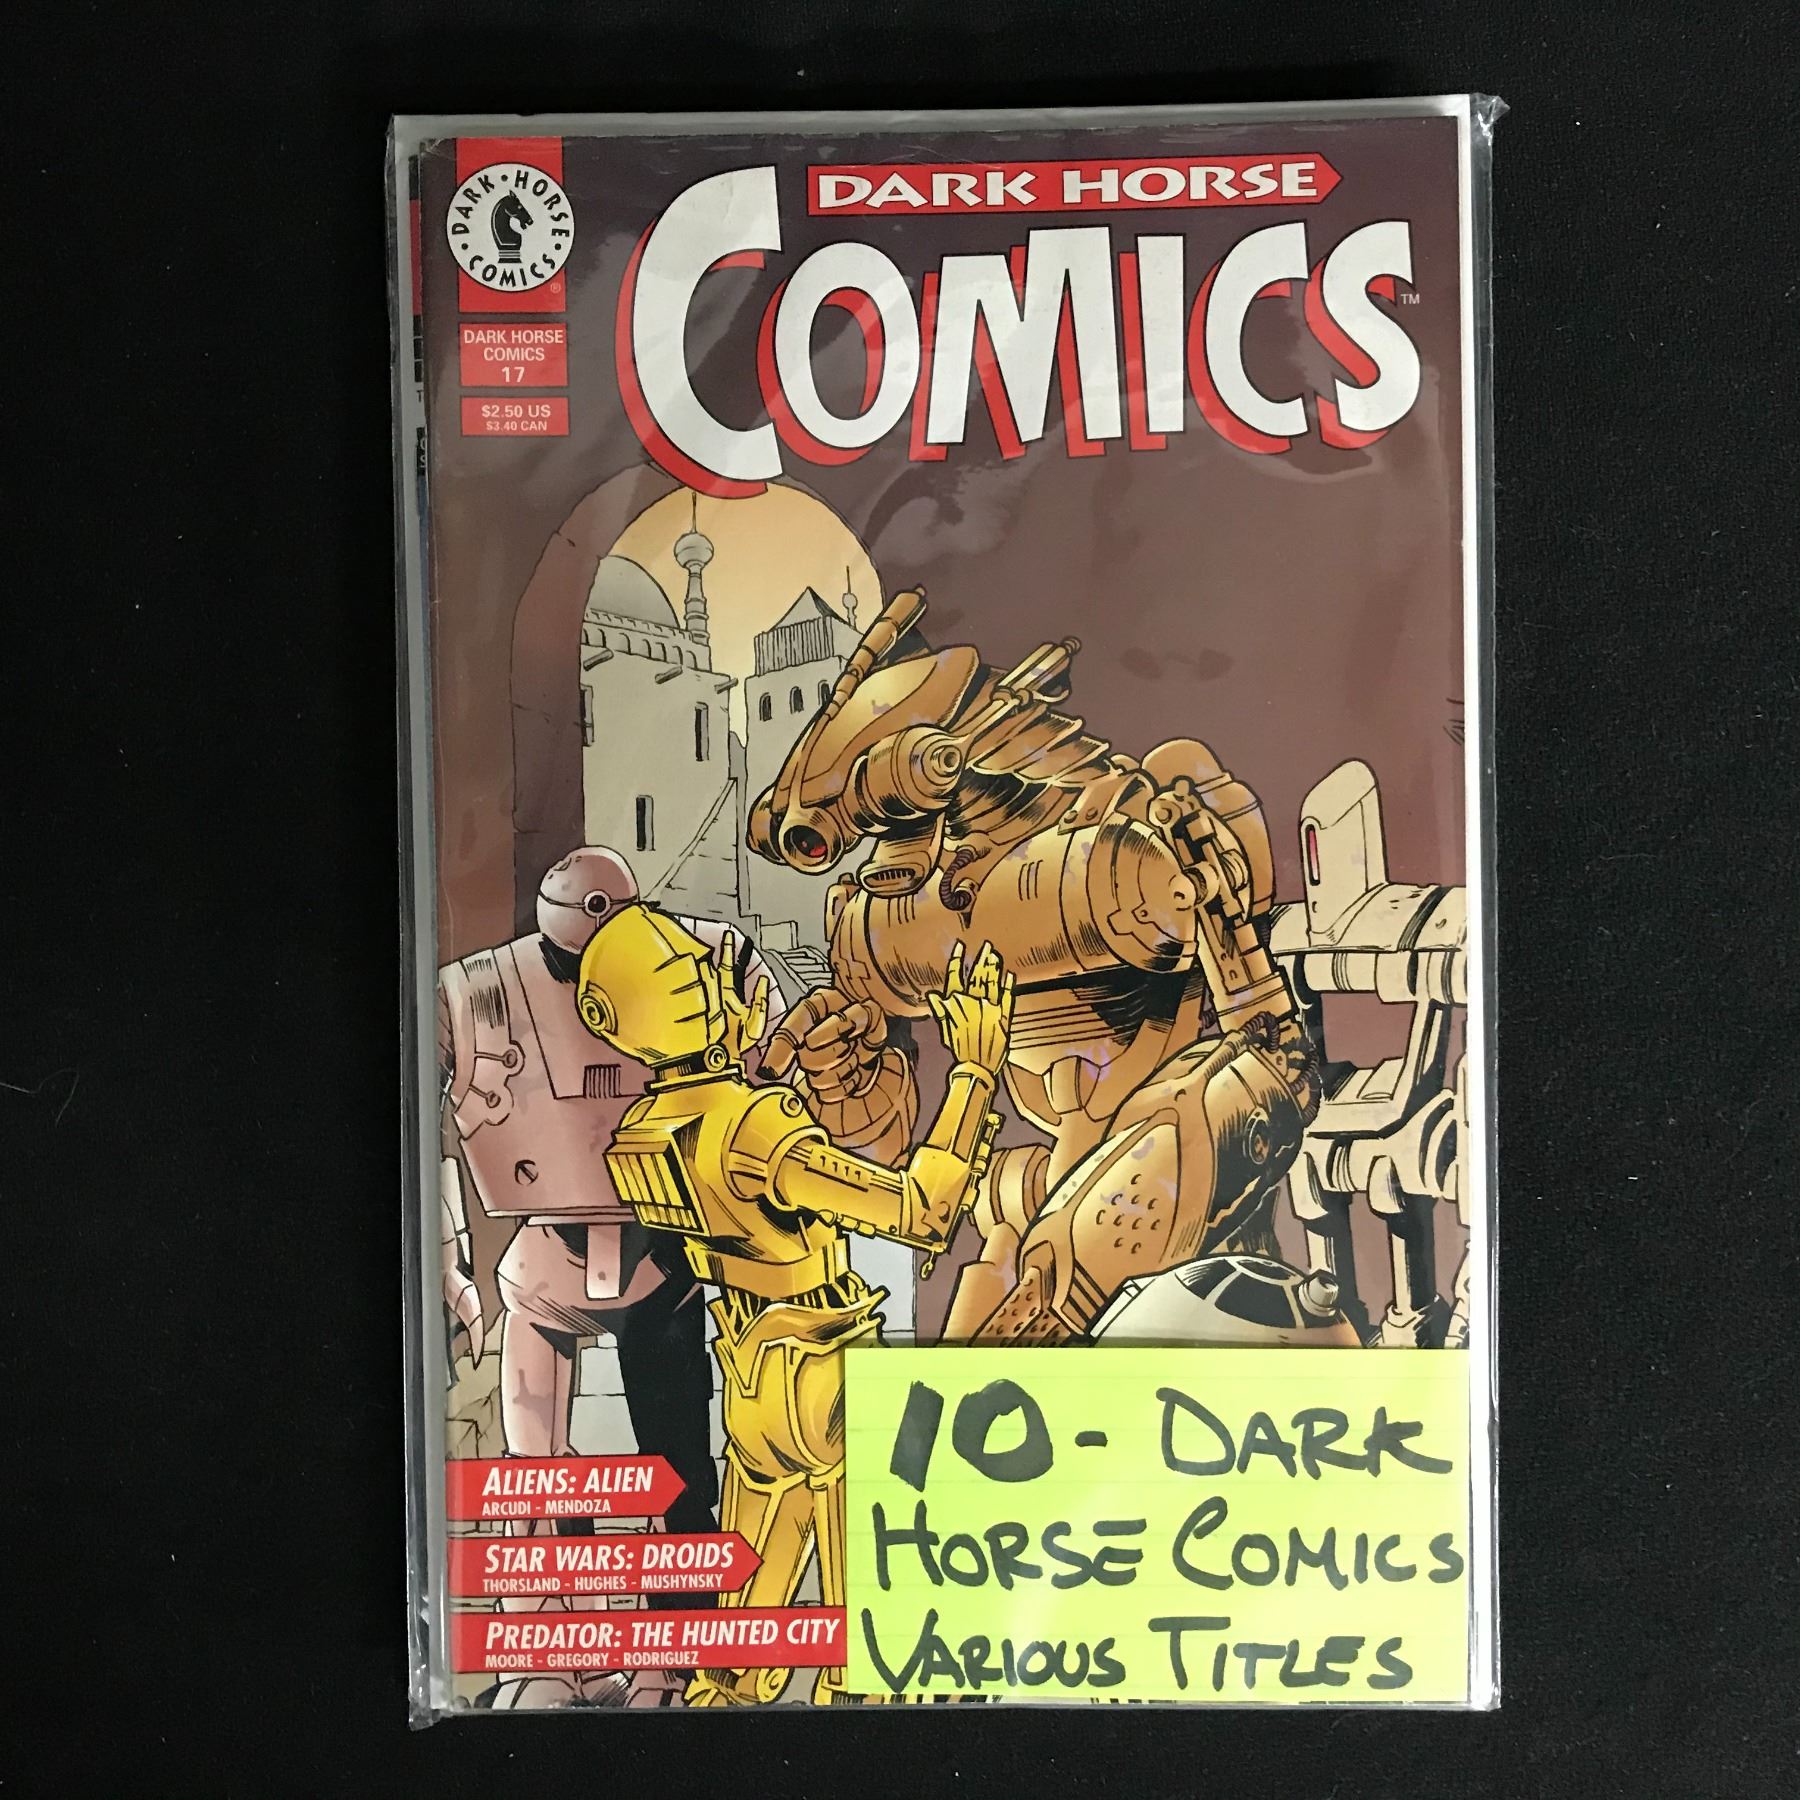 DARK HORSE
COMICS™
DARK • HORSE • COMICS •
®
DARK HORSE
COMICS
17
$2.50 US
$3.40 CAN
ALIENS: ALIEN
ARCUDI - MENDOZA
STAR WARS: DROIDS
THORSLAND - HUGHES - MUSHYNSKY
PREDATOR: THE HUNTED CITY
MOORE - GREGORY - RODRIGUEZ
10 - DARK
HORSE COMICS
VARIOUS TITLES